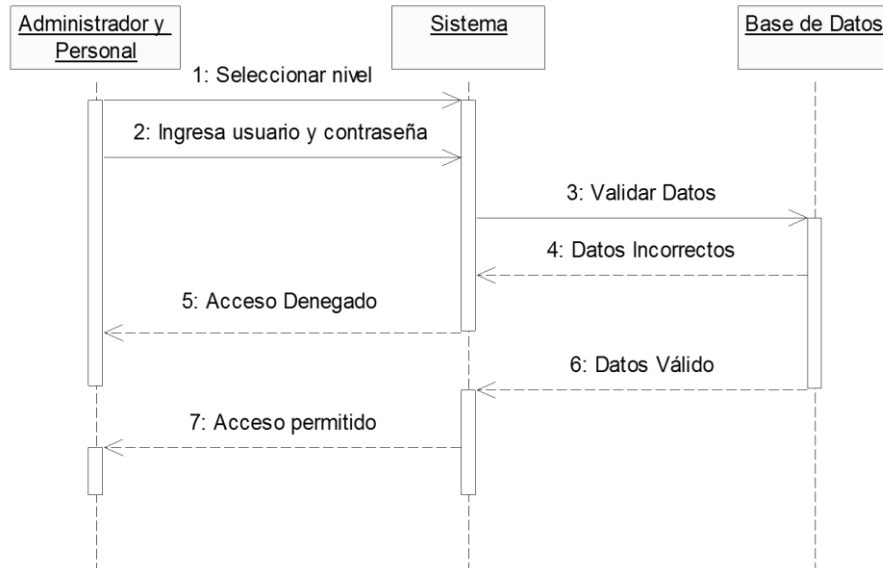 Administrador y
Personal
Sistema
Base de Datos
1: Seleccionar nivel
2: Ingresa usuario y contraseña
3: Validar Datos
4: Datos Incorrectos
5: Acceso Denegado
6: Datos Válido
7: Acceso permitido